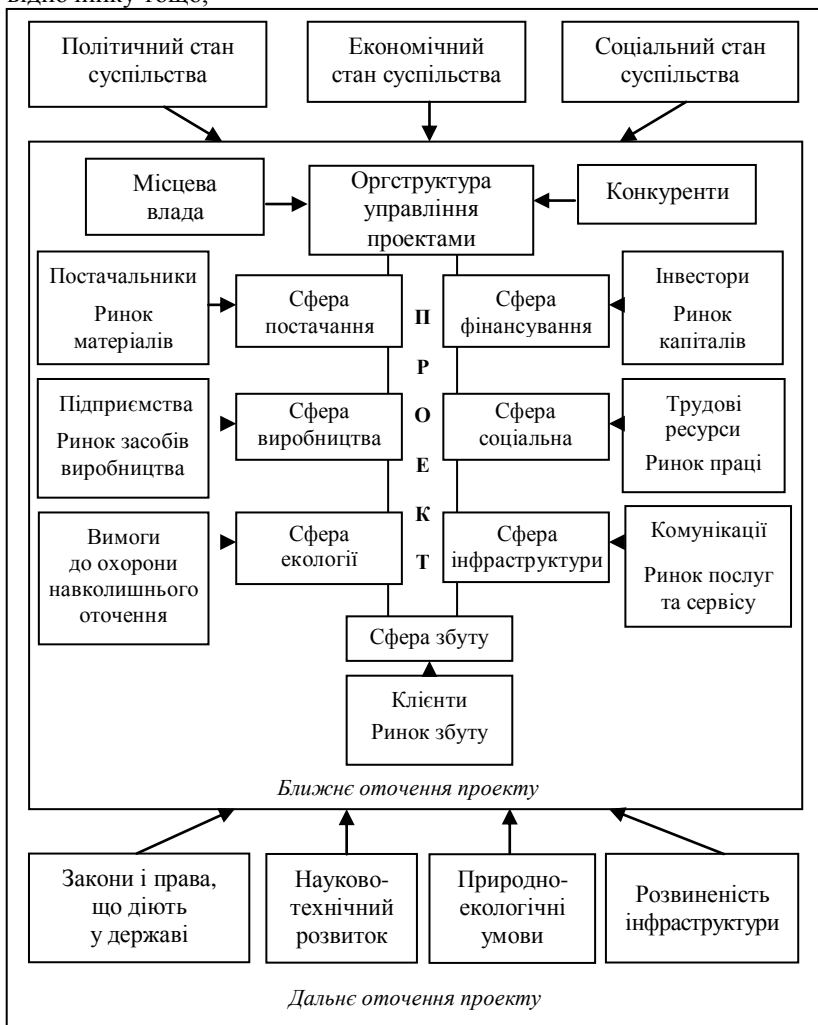 Політичний стан
суспільства
Економічний
стан суспільства
Соціальний стан
суспільства
Місцева
влада
Оргструктура
управління
проектами
Конкуренти
Постачальники
Ринок
матеріалів
Сфера
постачання
ПРОЕКТ
Сфера
фінансування
Інвестори
Ринок
капіталів
Підприємства
Ринок засобів
виробництва
Сфера
виробництва
Сфера
соціальна
Трудові
ресурси
Ринок праці
Вимоги
до охорони
навколишнього
оточення
Сфера
екології
Сфера
інфраструктури
Комунікації
Ринок послуг
та сервісу
Сфера збуту
Клієнти
Ринок збуту
Ближнє оточення проекту
Закони і права,
що діють
у державі
Науково-
технічний
розвиток
Природно-
екологічні
умови
Розвиненість
інфраструктури
Дальнє оточення проекту